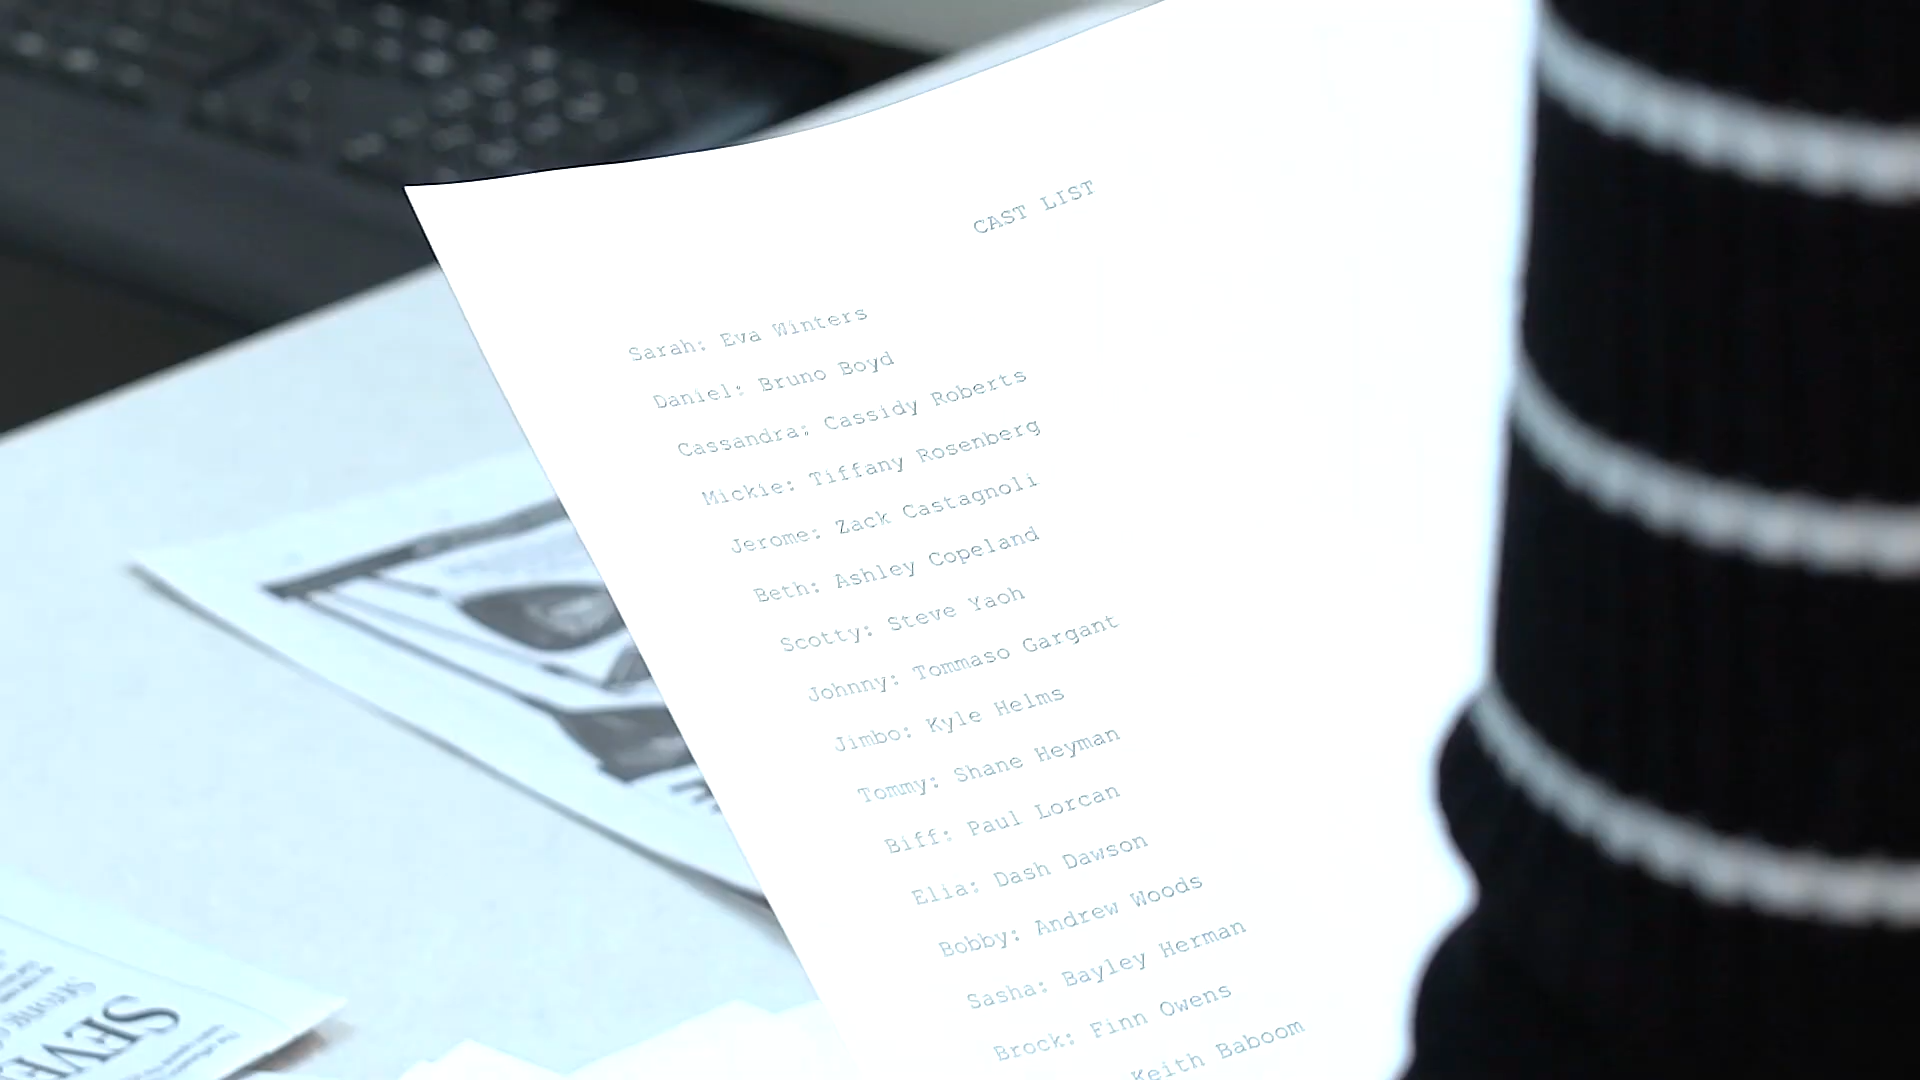 CAST LIST
Sarah: Eva Winters
Daniel: Bruno Boyd
Cassandra: Cassidy Roberts
Mickie: Tiffany Rosenberg
Jerome: Zack Castagnoli
Beth: Ashley Copeland
Scotty: Steve Yaoh
Johnny: Tommaso Gargant
Jimbo: Kyle Helms
Tommy: Shane Heyman
Biff: Paul Lorcan
Elia: Dash Dawson
Bobby: Andrew Woods
Sasha: Bayley Herman
Brock: Finn Owens
Keith Baboom
SEVE